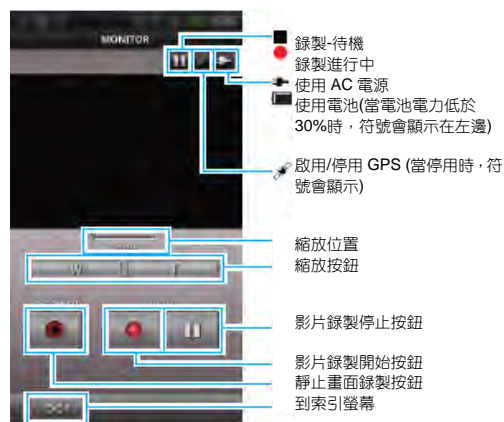 MONITOR
錄製-待機
錄製進行中
使用 AC 電源
使用電池(當電池電力低於
30%時，符號會顯示在左邊)
啟用/停用 GPS (當停用時，符
號會顯示)
縮放位置
縮放按鈕
W T
影片錄製停止按鈕
影片錄製開始按鈕
靜止畫面錄製按鈕
到索引螢幕